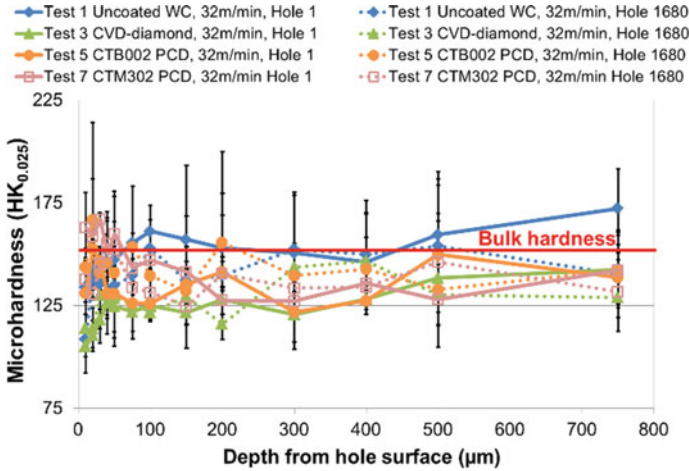 Test 1 Uncoated WC, 32m/min, Hole 1
Test 1 Uncoated WC, 32m/min, Hole 1680
Test 3 CVD-diamond, 32m/min, Hole 1
Test 3 CVD-diamond, 32m/min, Hole 1680
Test 5 CTB002 PCD, 32m/min, Hole 1
Test 5 CTB002 PCD, 32m/min, Hole 1680
Test 7 CTM302 PCD, 32m/min Hole 1
Test 7 CTM302 PCD, 32m/min Hole 1680
225
175
125
75
Microhardness (HK0.025)
Bulk hardness
0 100 200 300 400 500 600 700 800
Depth from hole surface (µm)